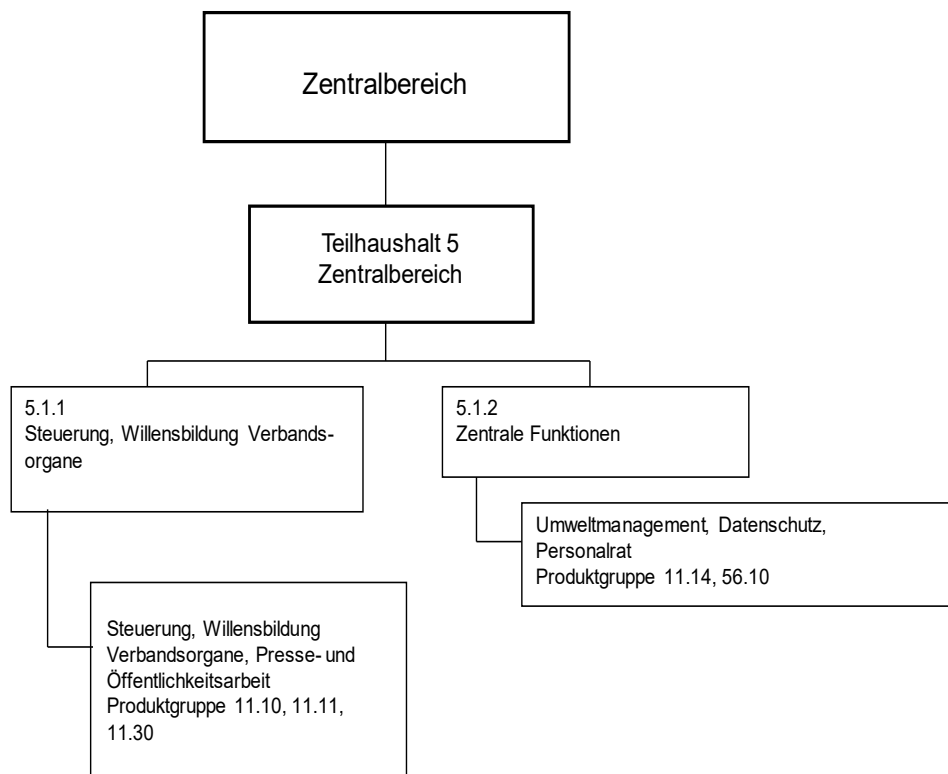 Zentralbereich
Teilhaushalt 5
Zentralbereich
5.1.1
Steuerung, Willensbildung Verbands-
organe
5.1.2
Zentrale Funktionen
Umweltmanagement, Datenschutz,
Personalrat
Produktgruppe 11.14, 56.10
Steuerung, Willensbildung
Verbandsorgane, Presse- und
Öffentlichkeitsarbeit
Produktgruppe 11.10, 11.11,
11.30